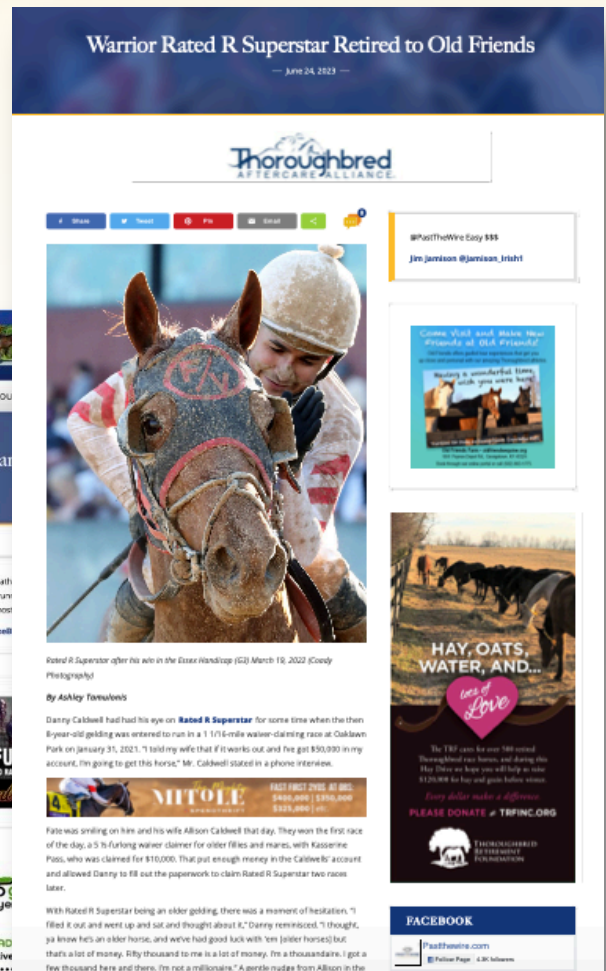 Warrior Rated R Superstar Retired to Old Friends
— June 24, 2023 —
Thoroughbred
AFTERCARE ALLIANCE
Share
Tweet
Pin
Email
0
Rated R Superstar after his win in the Essex Handicap (G3) March 19, 2022 (Coady
Photography)
By Ashley Tamulonis
Danny Caldwell had had his eye on Rated R Superstar for some time when the then
8-year-old gelding was entered to run in a 1 1/16-mile waiver-claiming race at Oaklawn
Park on January 31, 2021. "I told my wife that if it works out and I've got $50,000 in my
account, I'm going to get this horse," Mr. Caldwell stated in a phone interview.
4
MITOLE
FAST FIRST 2YOS AT OBS:
$400,000 | $350,000
$325,000 |
Fate was smiling on him and his wife Allison Caldwell that day. They won the first race
of the day, a 5 ½-furlong waiver claimer for older fillies and mares, with Kasserine
Pass, who was claimed for $10,000. That put enough money in the Caldwells' account
and allowed Danny to fill out the paperwork to claim Rated R Superstar two races
later.
With Rated R Superstar being an older gelding, there was a moment of hesitation. "I
filled it out and went up and sat and thought about it," Danny reminisced. "I thought,
ya know he's an older horse, and we've had good luck with 'em [older horses] but
that's a lot of money. Fifty thousand to me is a lot of money. I'm a thousandaire. I got a
few thousand here and there. I'm not a millionaire." A gentle nudge from Allison in the
@PastTheWire Easy $$$
Jim Jamison @jamison_irish1
Come Visit and Make New
Friends at Old Friends!
Having a wonderful time,
wish you were here
HAY, OATS,
WATER, AND...
lots of
Love
The TRF cares for over 500 retired
Thoroughbred race horses, and during this
Hay Drive we hope you will help us raise
$120,000 for hay and grain before winter.
Every dollar makes a difference.
PLEASE DONATE at TRFINC.ORG
THOROUGHBRED
RETIREMENT
FOUNDATION
FACEBOOK
Pastthewire.com
Follow Page
4.3K followers